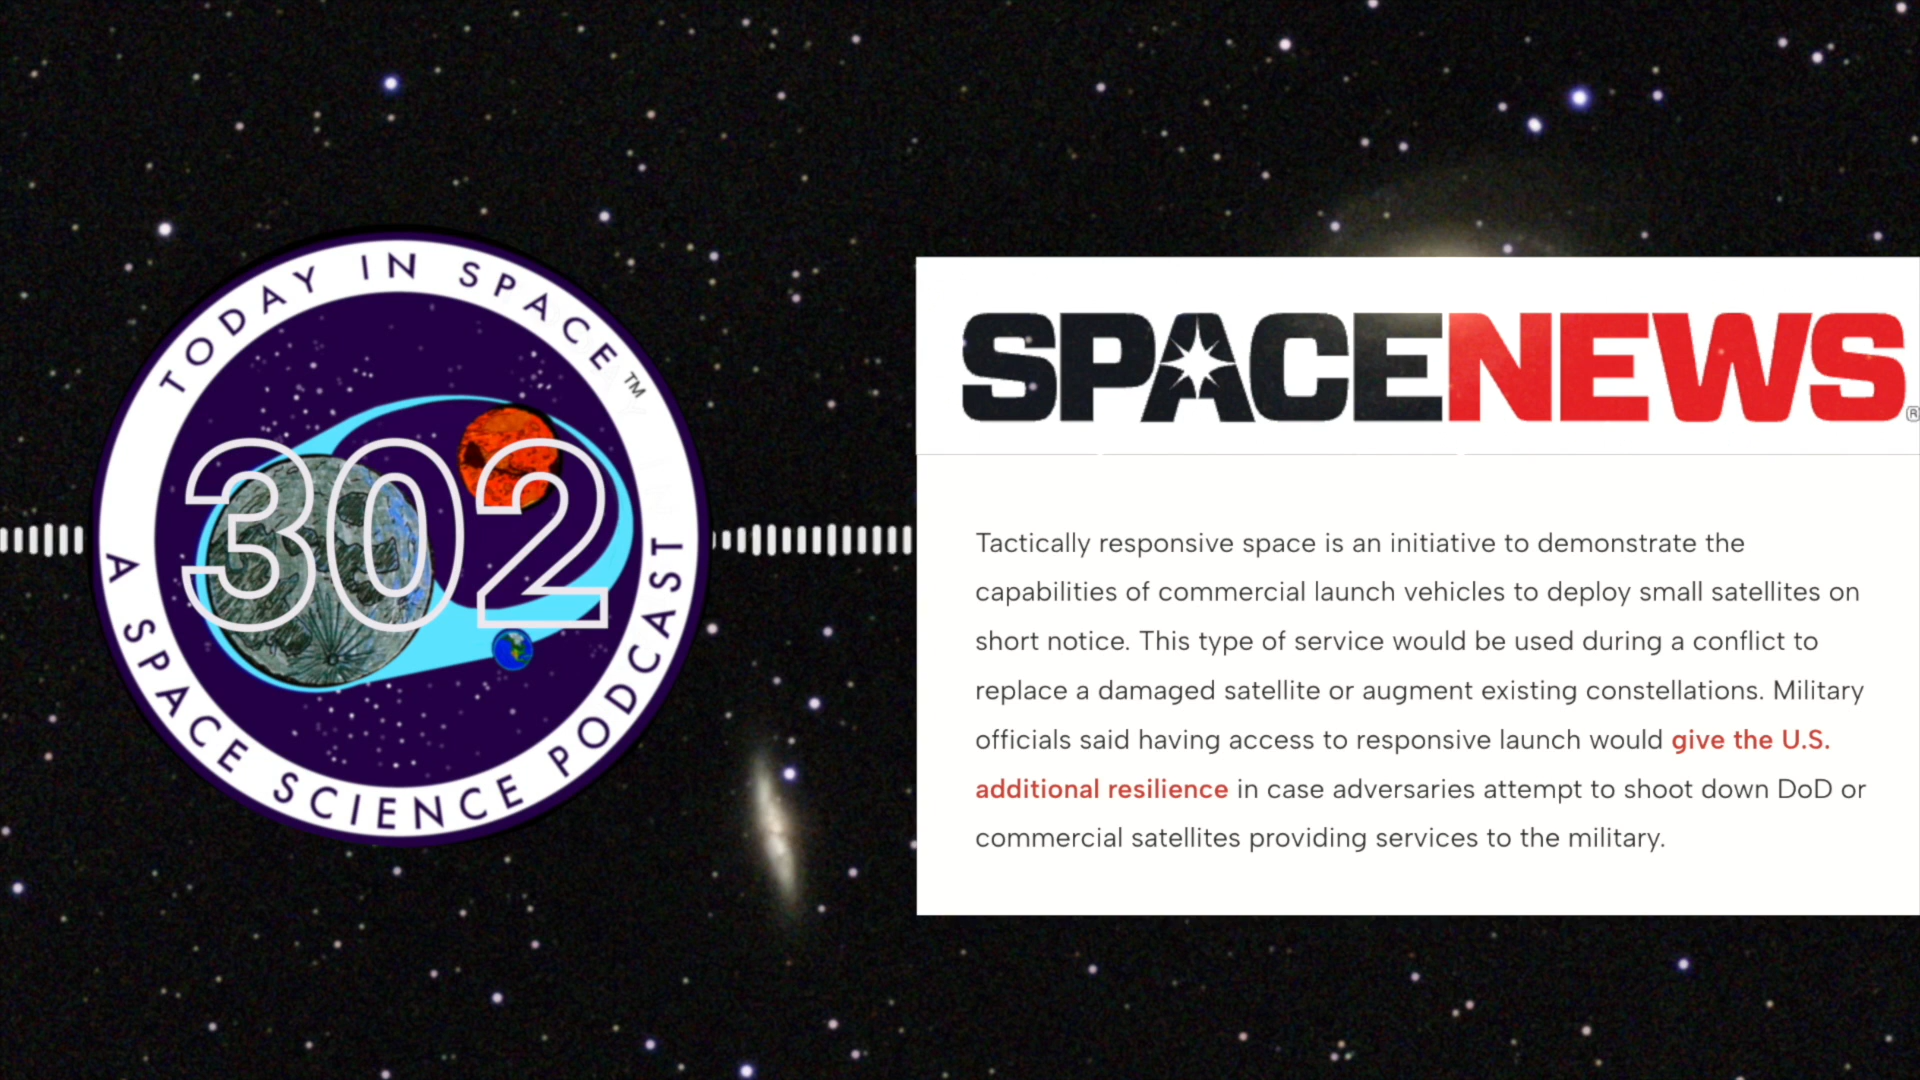 TODAY IN SPACE™
302
A SPACE SCIENCE PODCAST
SPACENEWS®
Tactically responsive space is an initiative to demonstrate the
capabilities of commercial launch vehicles to deploy small satellites on
short notice. This type of service would be used during a conflict to
replace a damaged satellite or augment existing constellations. Military
officials said having access to responsive launch would give the U.S.
additional resilience in case adversaries attempt to shoot down DoD or
commercial satellites providing services to the military.